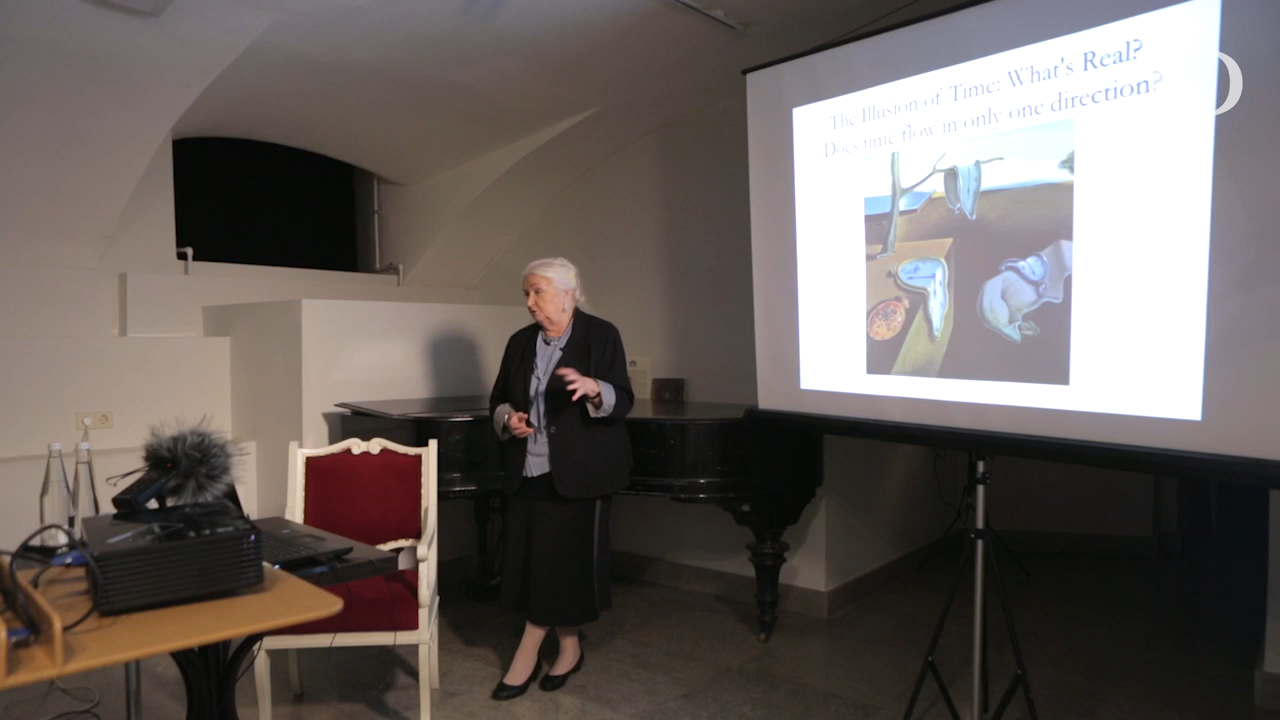 The Illusion of Time: What's Real?
Does time flow in only one direction?